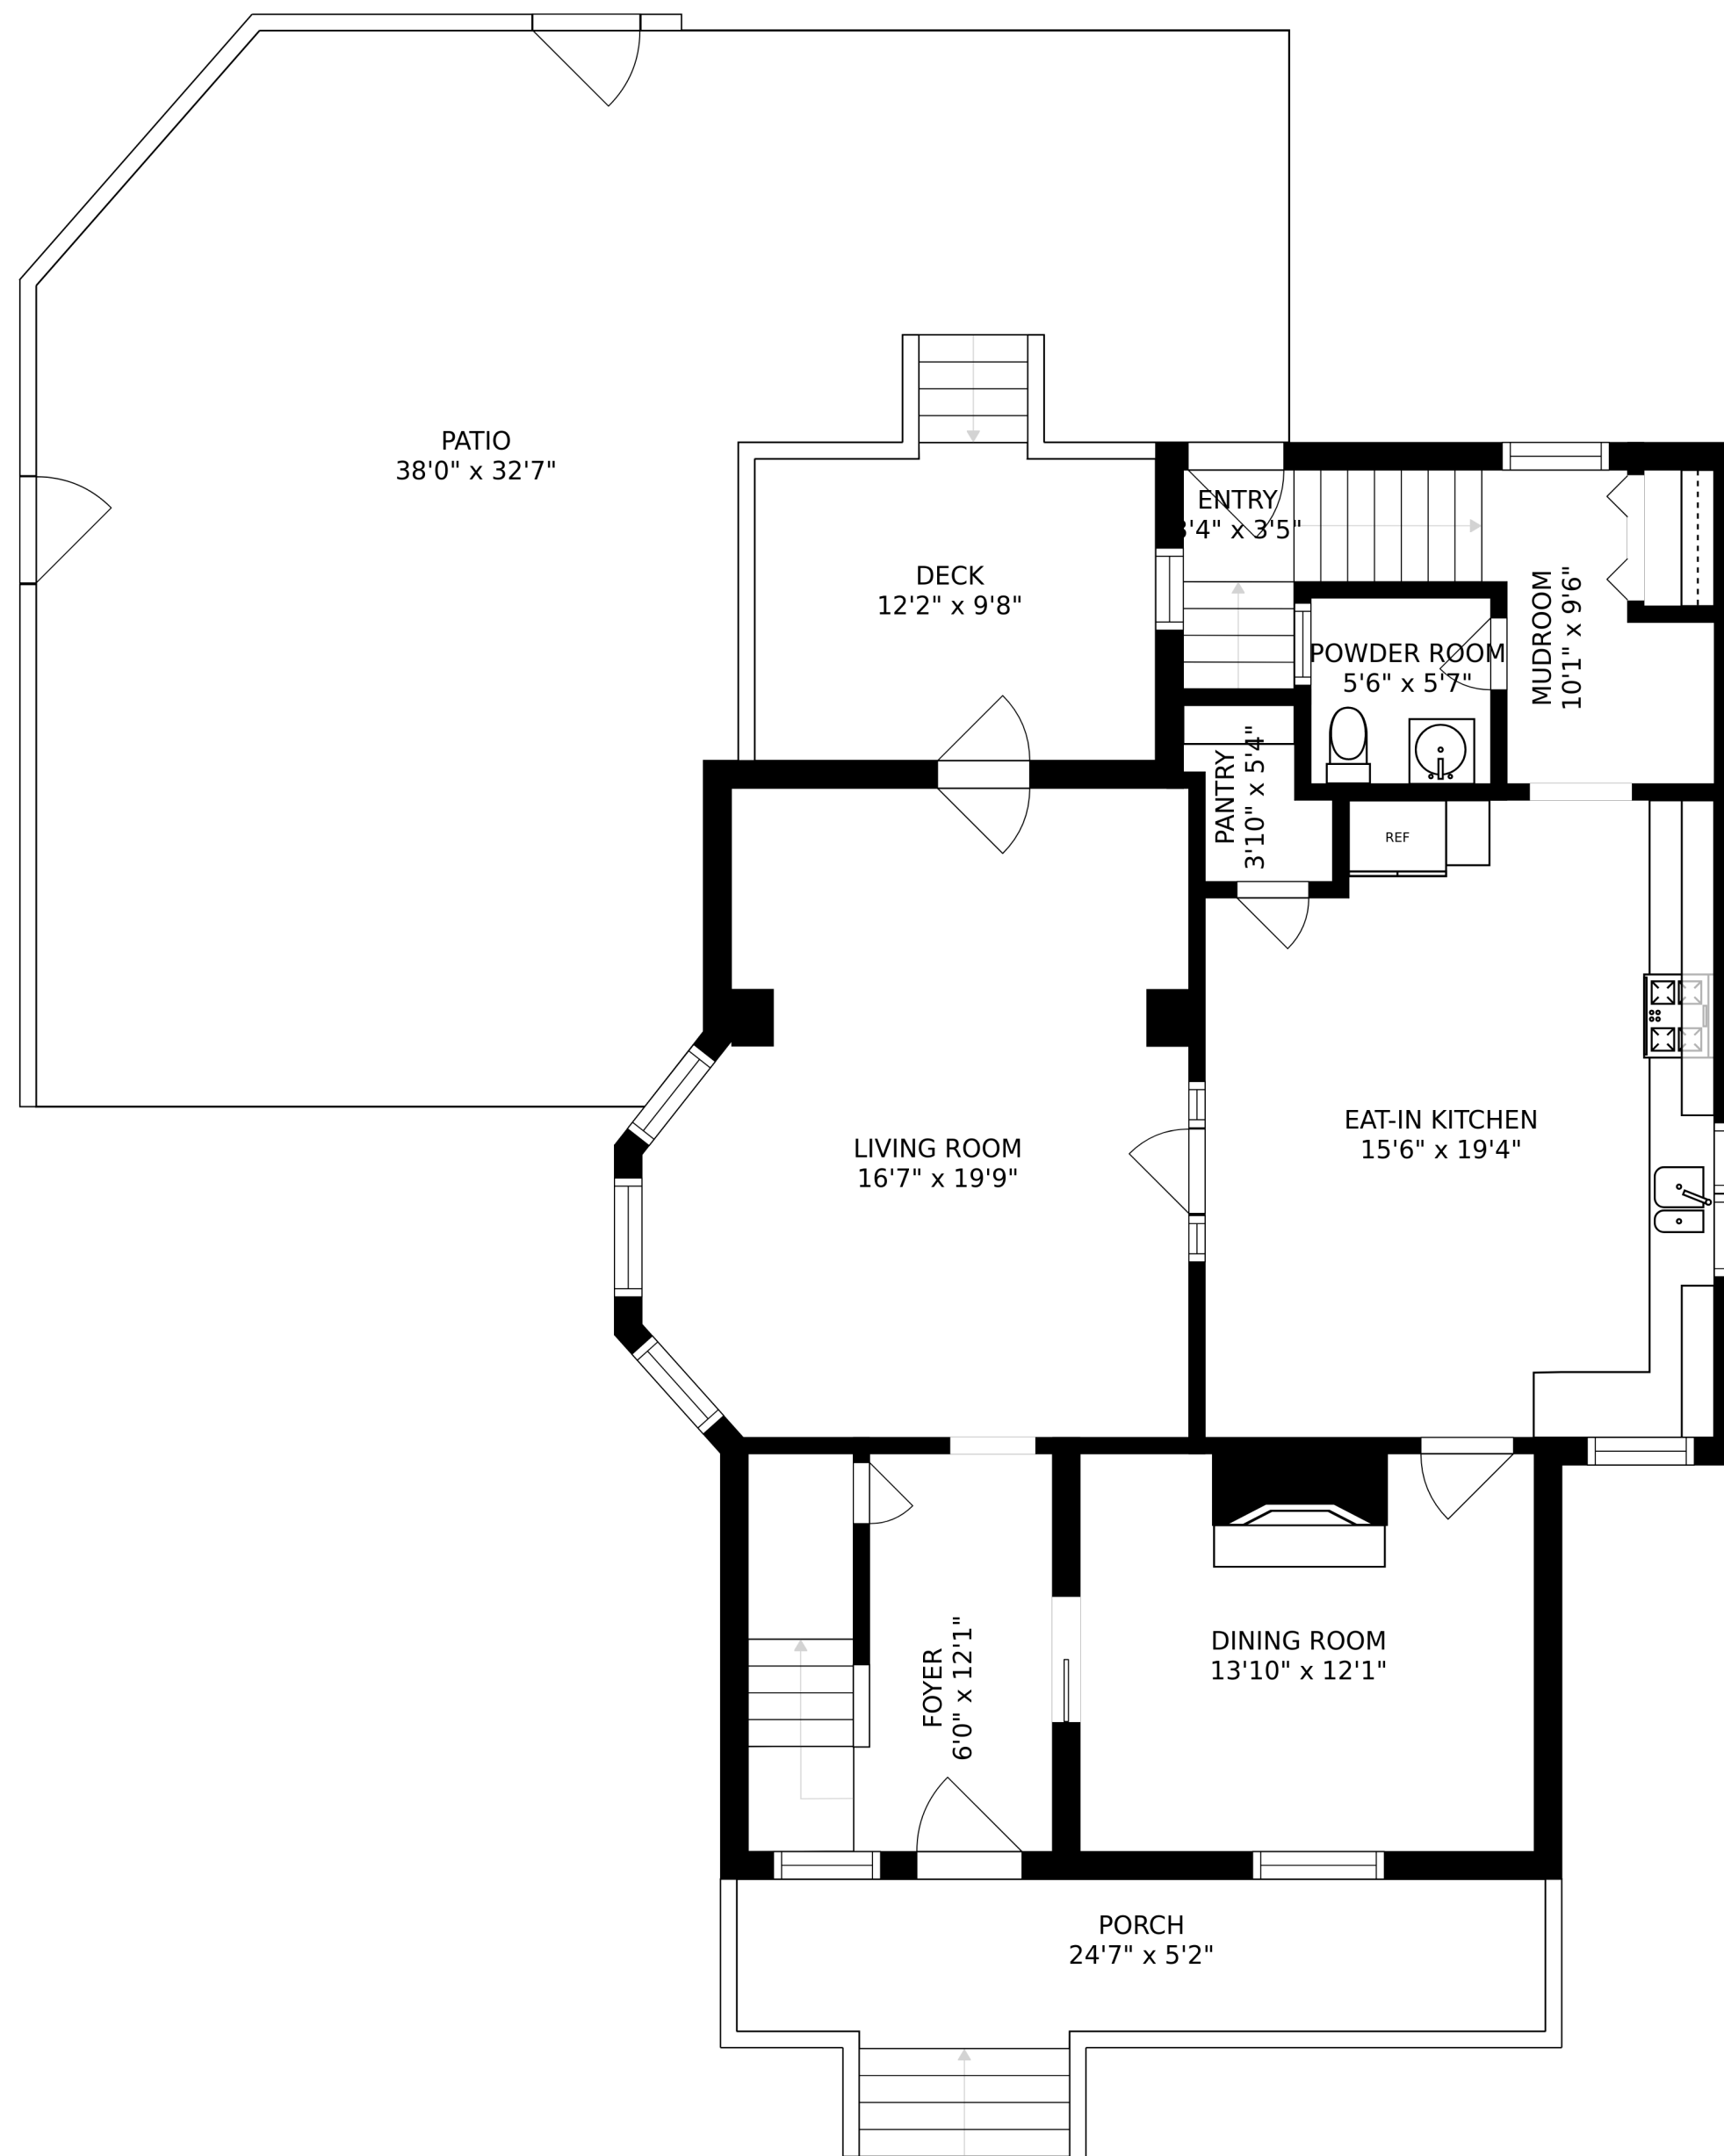 PATIO
38'0" x 32'7"
DECK
12'2" x 9'8"
ENTRY
3'4" x 3'5"
POWDER ROOM
5'6" x 5'7"
MUDROOM
10'1" x 9'6"
PANTRY
3'10" x 5'4"
REF
LIVING ROOM
16'7" x 19'9"
EAT-IN KITCHEN
15'6" x 19'4"
FOYER
6'0" x 12'1"
DINING ROOM
13'10" x 12'1"
PORCH
24'7" x 5'2"